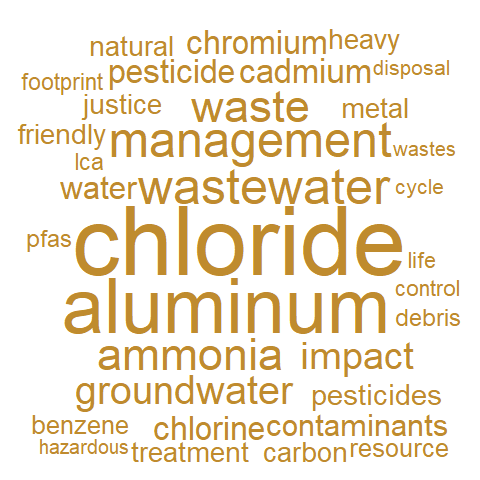 natural chromium heavy
footprint pesticide cadmium disposal
justice waste metal
friendly management wastes
lca
water wastewater cycle
pfas chloride life
aluminum control
debris
ammonia impact
groundwater pesticides
benzene chlorine contaminants
hazardous treatment carbon resource